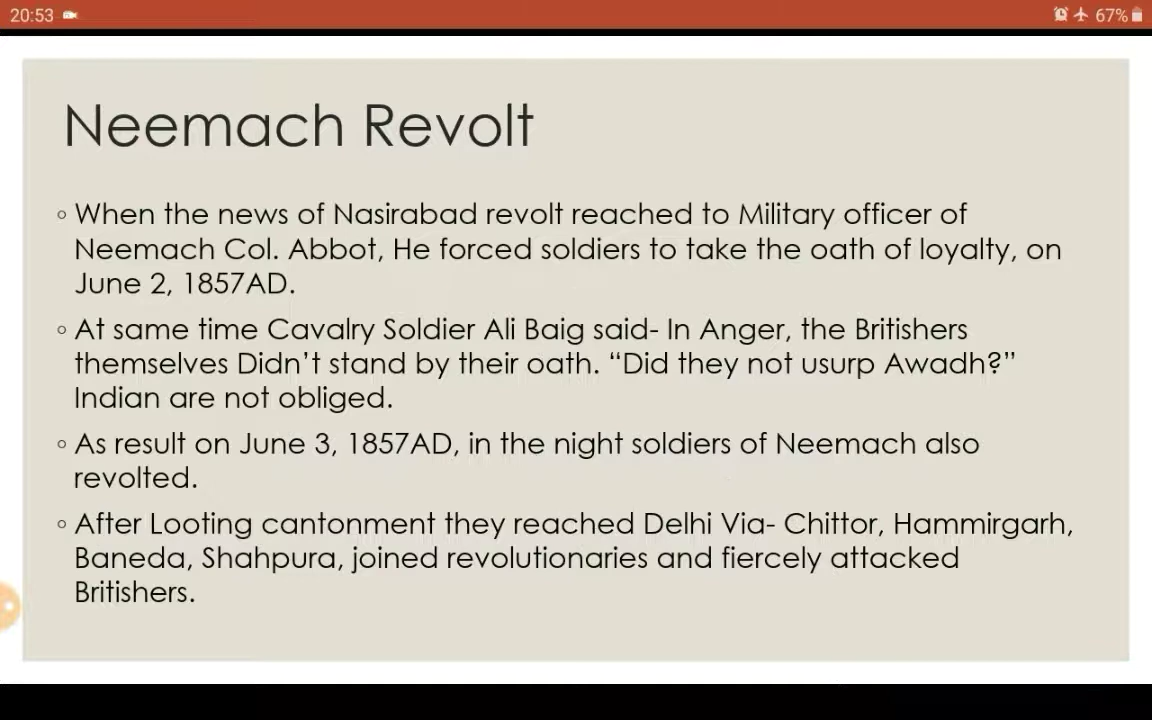 20:53
67%
Neemach Revolt
◦ When the news of Nasirabad revolt reached to Military officer of
Neemach Col. Abbot, He forced soldiers to take the oath of loyalty, on
June 2, 1857AD.
◦ At same time Cavalry Soldier Ali Baig said- In Anger, the Britishers
themselves Didn’t stand by their oath. “Did they not usurp Awadh?”
Indian are not obliged.
◦ As result on June 3, 1857AD, in the night soldiers of Neemach also
revolted.
◦ After Looting cantonment they reached Delhi Via- Chittor, Hammirgarh,
Baneda, Shahpura, joined revolutionaries and fiercely attacked
Britishers.